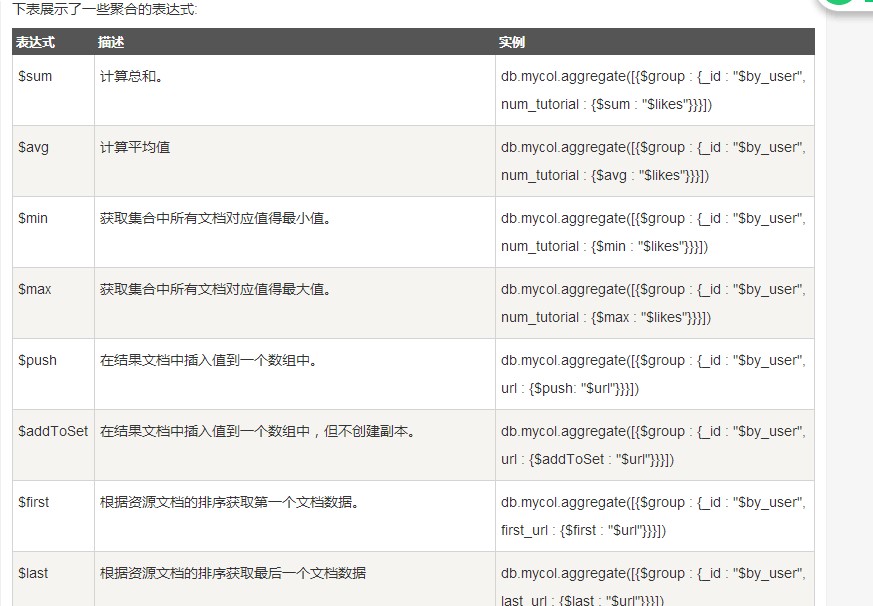 下表展示了一些聚合的表达式:
表达式 描述 实例
$sum 计算总和。 db.mycol.aggregate([{$group : {_id : "$by_user",
num_tutorial : {$sum : "$likes"}}}])
$avg 计算平均值 db.mycol.aggregate([{$group : {_id : "$by_user",
num_tutorial : {$avg : "$likes"}}}])
$min 获取集合中所有文档对应值得最小值。 db.mycol.aggregate([{$group : {_id : "$by_user",
num_tutorial : {$min : "$likes"}}}])
$max 获取集合中所有文档对应值得最大值。 db.mycol.aggregate([{$group : {_id : "$by_user",
num_tutorial : {$max : "$likes"}}}])
$push 在结果文档中插入值到一个数组中。 db.mycol.aggregate([{$group : {_id : "$by_user",
url : {$push: "$url"}}}])
$addToSet 在结果文档中插入值到一个数组中，但不创建副本。 db.mycol.aggregate([{$group : {_id : "$by_user",
url : {$addToSet : "$url"}}}])
$first 根据资源文档的排序获取第一个文档数据。 db.mycol.aggregate([{$group : {_id : "$by_user",
first_url : {$first : "$url"}}}])
$last 根据资源文档的排序获取最后一个文档数据 db.mycol.aggregate([{$group : {_id : "$by_user",
last_url : {$last : "$url"}}}])